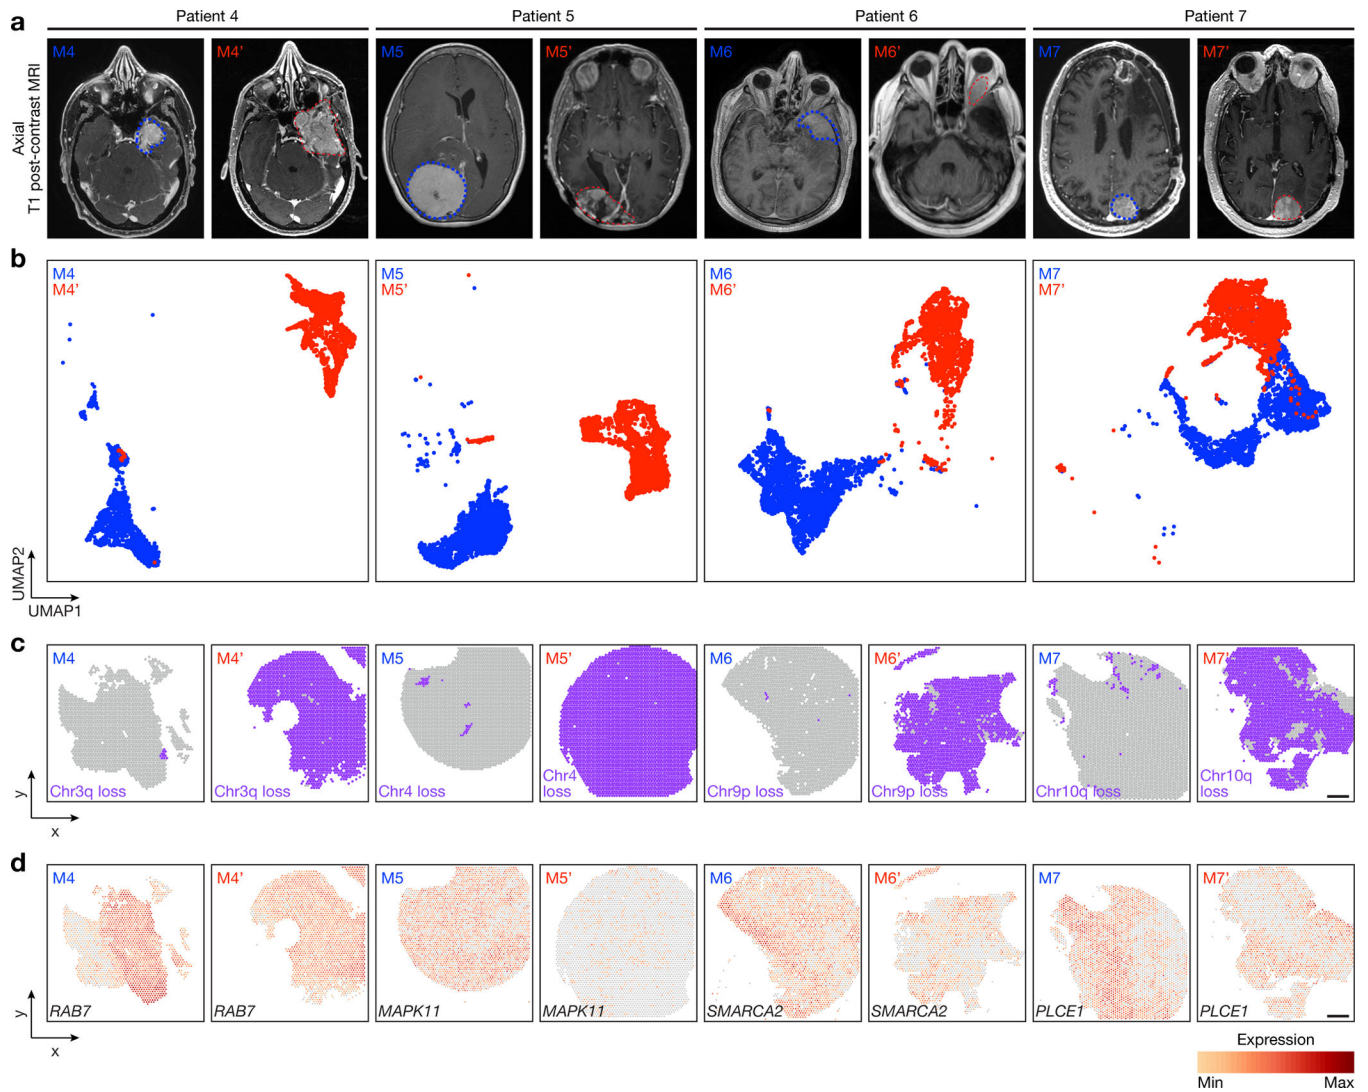 Patient 4 Patient 5 Patient 6 Patient 7
a
Axial
T1 post-contrast MRI
M4 M4’ M5 M5’ M6 M6’ M7 M7’
b
M4 M5 M6 M7
M4’ M5’ M6’ M7’
UMAP2
UMAP1
c
M4 M4’ M5 M5’ M6 M6’ M7 M7’
Chr3q loss Chr3q loss Chr4 loss Chr4 loss Chr9p loss Chr9p loss Chr10q loss Chr10q loss
y
x
d
M4 M4’ M5 M5’ M6 M6’ M7 M7’
RAB7 RAB7 MAPK11 MAPK11 SMARCA2 SMARCA2 PLCE1 PLCE1
y
x
Expression
Min Max